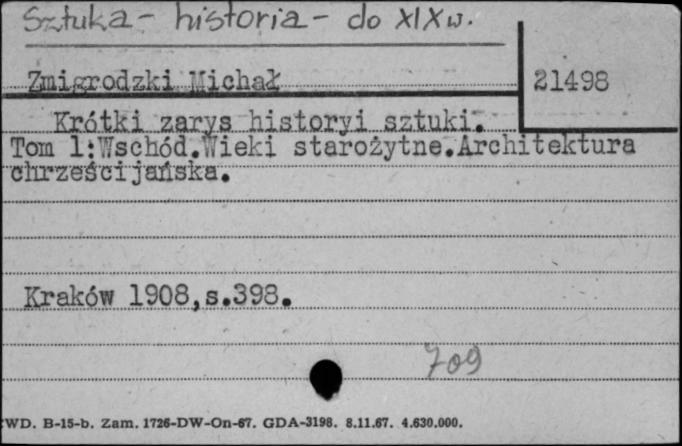 Sztuka - historia - do XIX w.
Zmigrodzki Michał
21498
Krótki zarys historyi sztuki.
Tom 1:Wschód.Wieki starożytne.Architektura
chrześcijańska.
Kraków 1908,s.398.
709
WD. B-15-b. Zam. 1726-DW-On-67. GDA-3198. 8.11.67. 4.630.000.